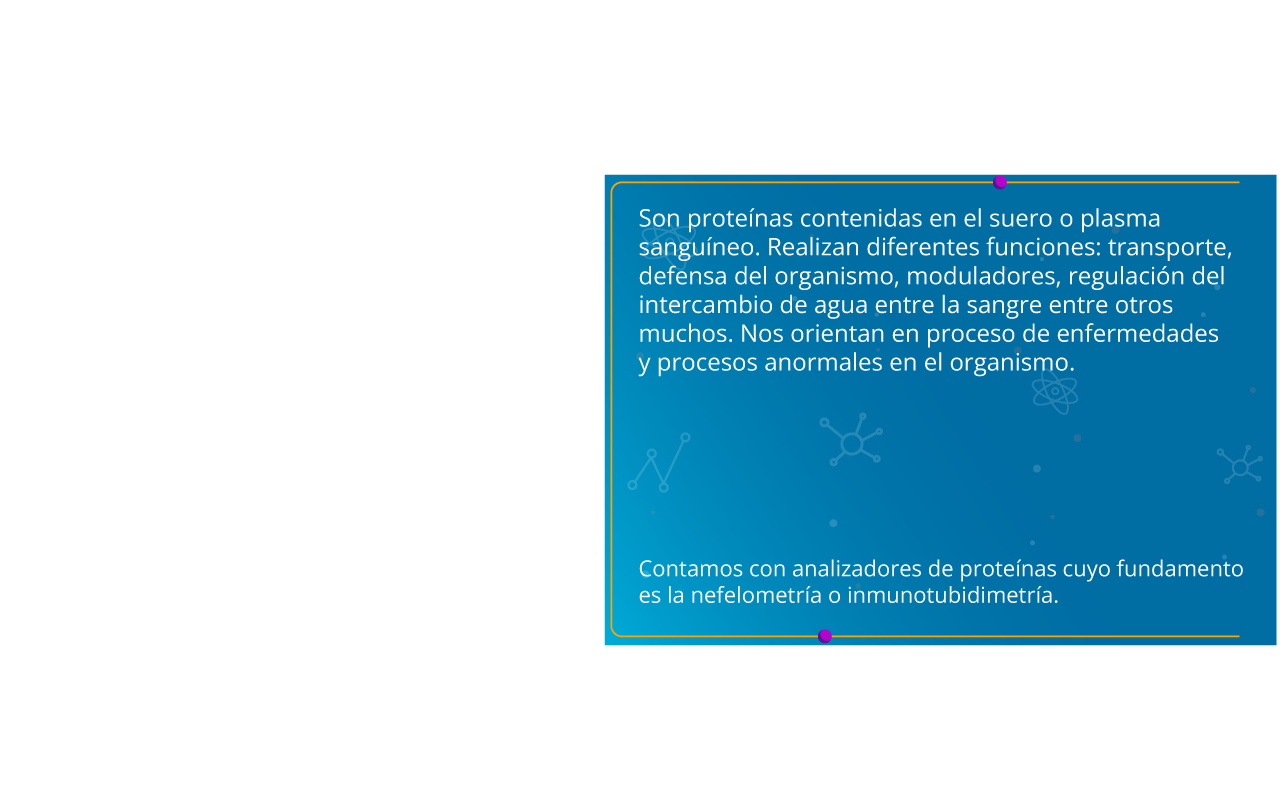 Son proteínas contenidas en el suero o plasma
sanguíneo. Realizan diferentes funciones: transporte,
defensa del organismo, moduladores, regulación del
intercambio de agua entre la sangre entre otros
muchos. Nos orientan en proceso de enfermedades
y procesos anormales en el organismo.
Contamos con analizadores de proteínas cuyo fundamento
es la nefelometría o inmunotubidimetría.